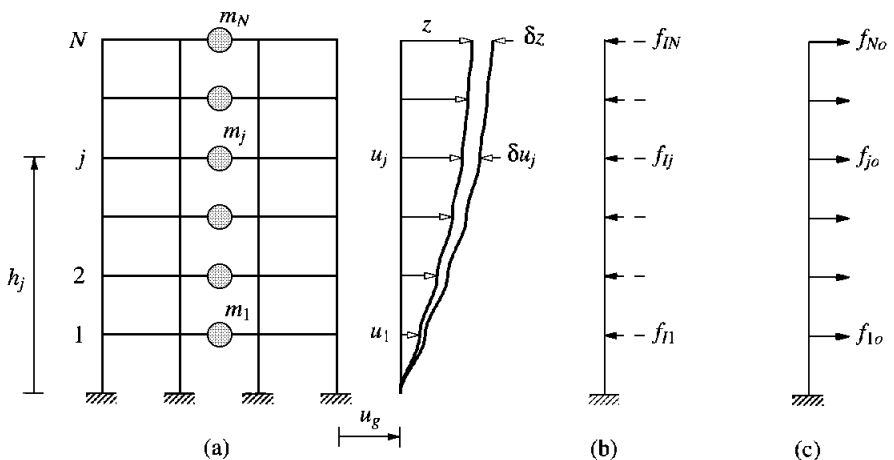 m_N
N
z
δz
f_IN
f_No
m_j
j
u_j
δu_j
f_Ij
f_jo
h_j
2
m_1
1
u_1
f_I1
f_1o
u_g
(a)
(b)
(c)